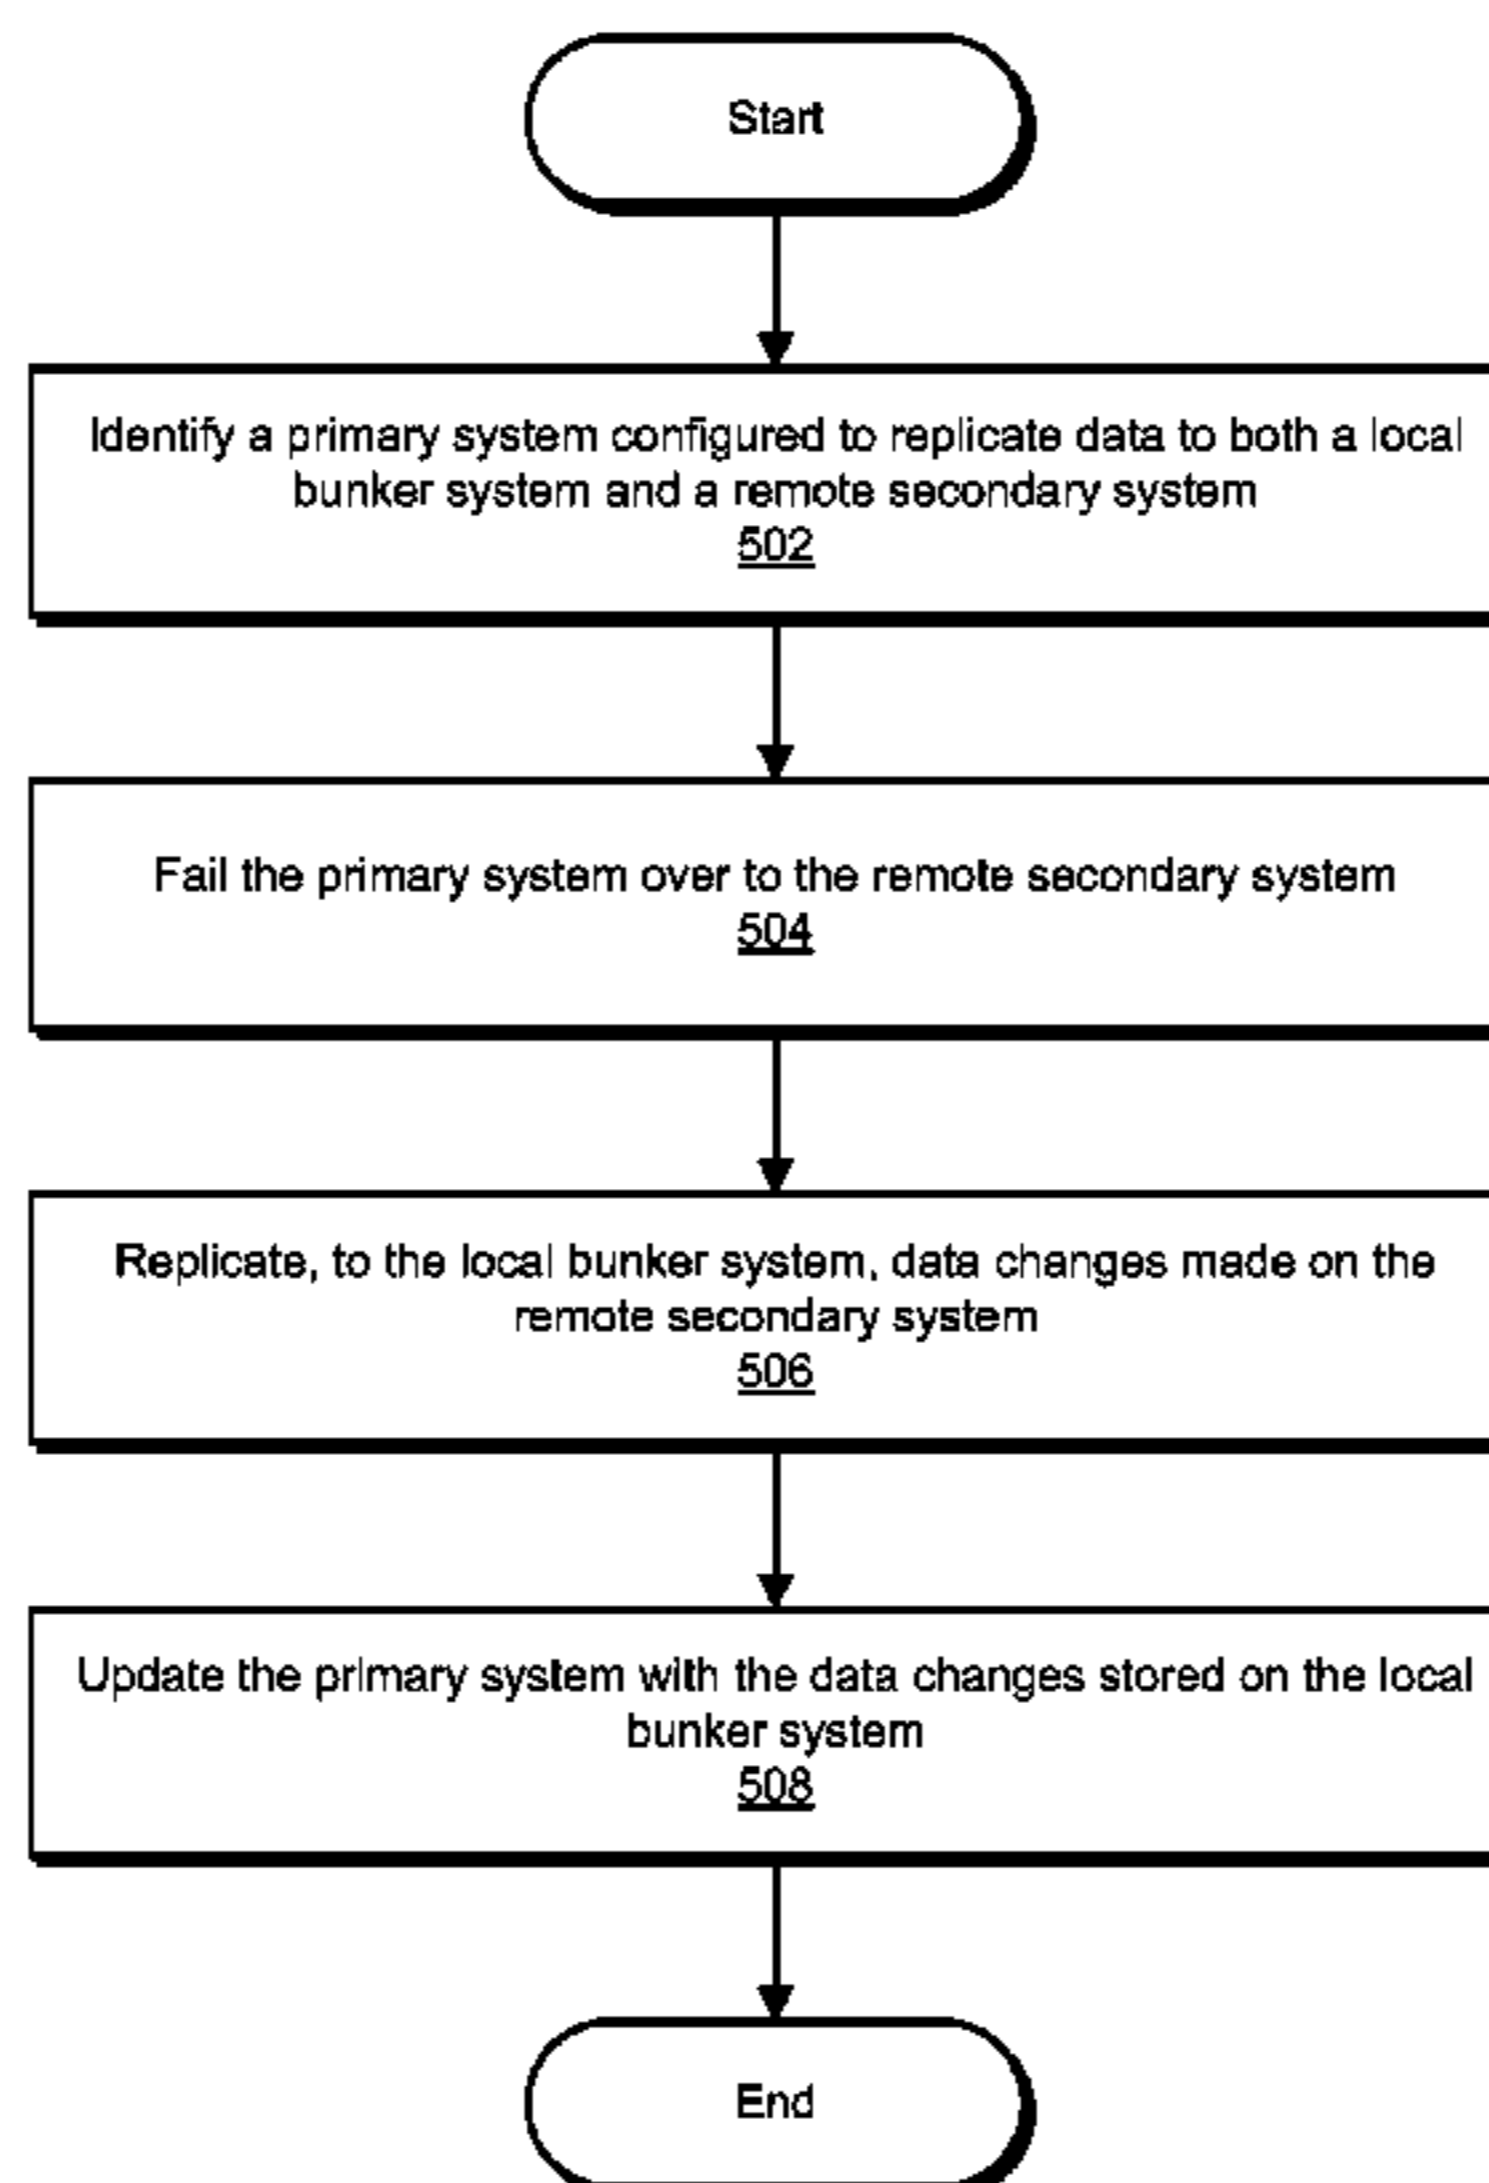 Start
Identify a primary system configured to replicate data to both a local
bunker system and a remote secondary system
502
Fail the primary system over to the remote secondary system
504
Replicate, to the local bunker system, data changes made on the
remote secondary system
506
Update the primary system with the data changes stored on the local
bunker system
508
End